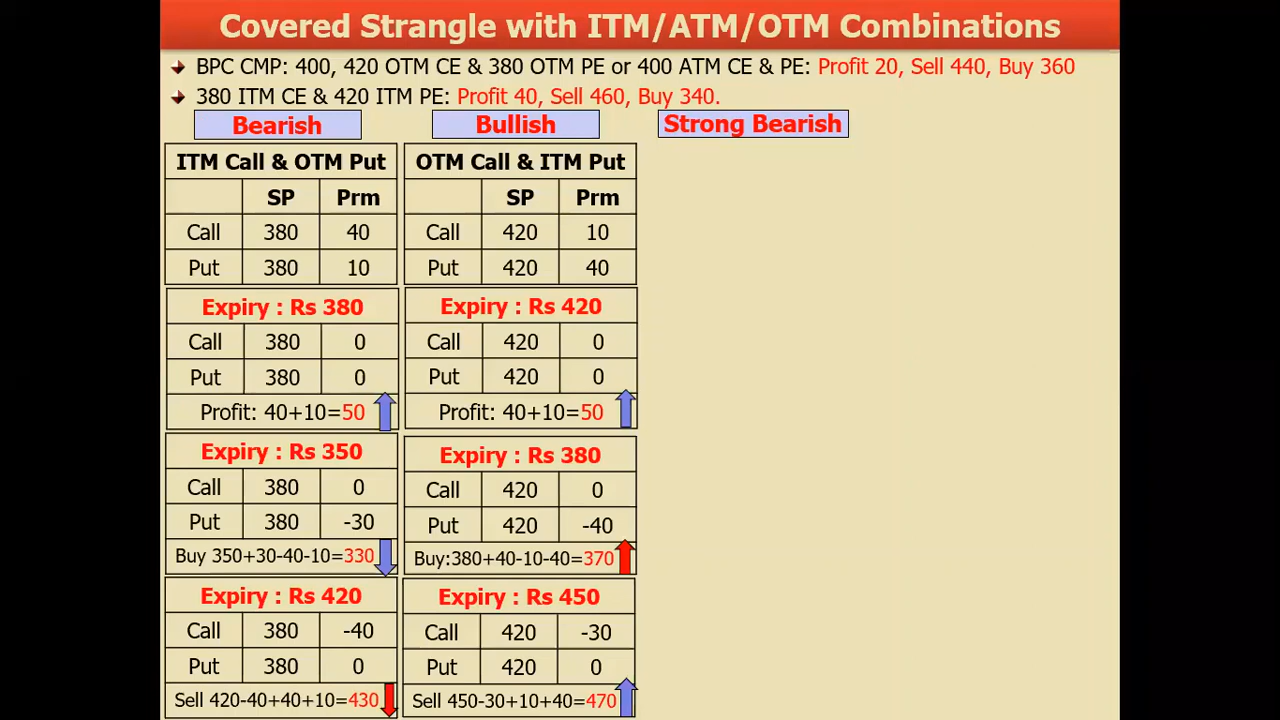 Covered Strangle with ITM/ATM/OTM Combinations
BPC CMP: 400, 420 OTM CE & 380 OTM PE or 400 ATM CE & PE: Profit 20, Sell 440, Buy 360
380 ITM CE & 420 ITM PE: Profit 40, Sell 460, Buy 340.
Bearish
ITM Call & OTM Put
SP Prm
Call 380 40
Put 380 10
Expiry : Rs 380
Call 380 0
Put 380 0
Profit: 40+10=50
Expiry : Rs 350
Call 380 0
Put 380 -30
Buy 350+30-40-10=330
Expiry : Rs 420
Call 380 -40
Put 380 0
Sell 420-40+40+10=430
Bullish
OTM Call & ITM Put
SP Prm
Call 420 10
Put 420 40
Expiry : Rs 420
Call 420 0
Put 420 0
Profit: 40+10=50
Expiry : Rs 380
Call 420 0
Put 420 -40
Buy:380+40-10-40=370
Expiry : Rs 450
Call 420 -30
Put 420 0
Sell 450-30+10+40=470
Strong Bearish